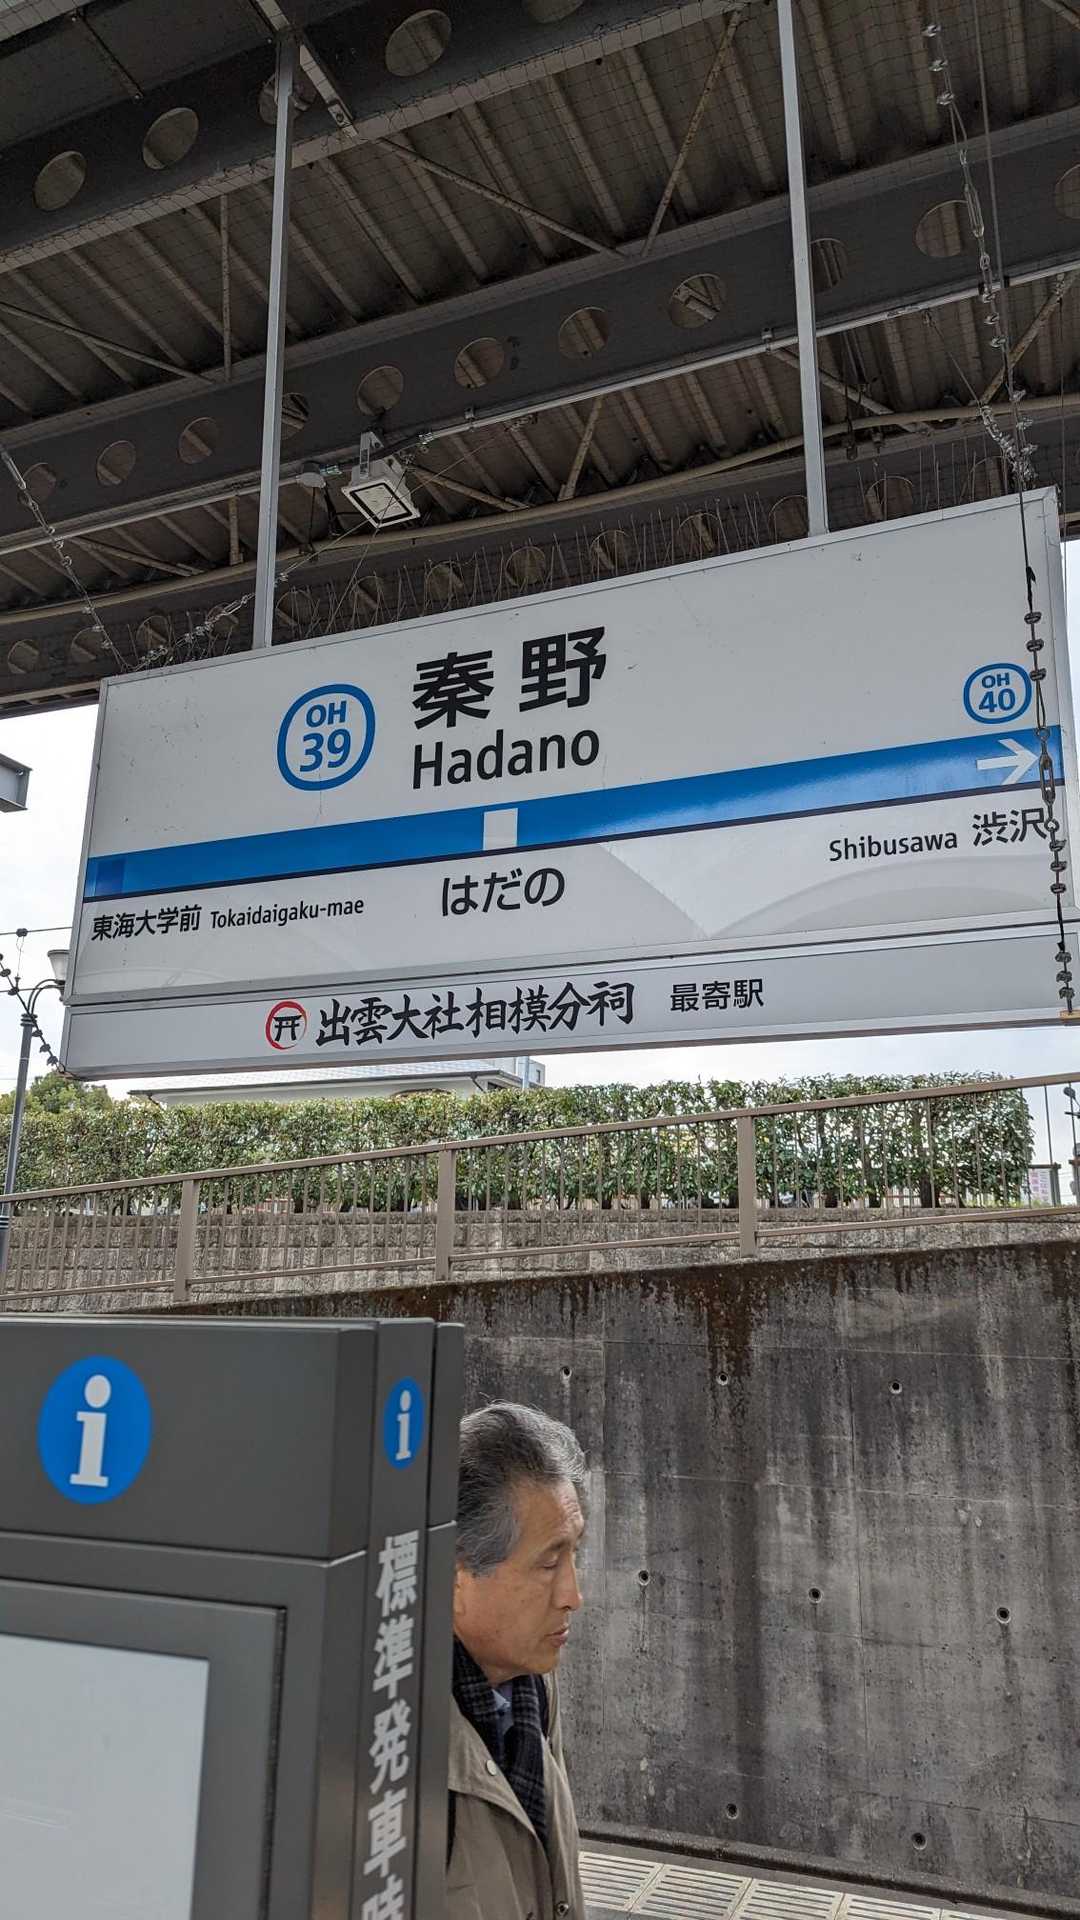 秦野
OH
39
Hadano
OH
40
東海大学前 Tokaidaigaku-mae
はだの
Shibusawa 渋沢
出雲大社相模分祠 最寄駅
i
i
標準発車時